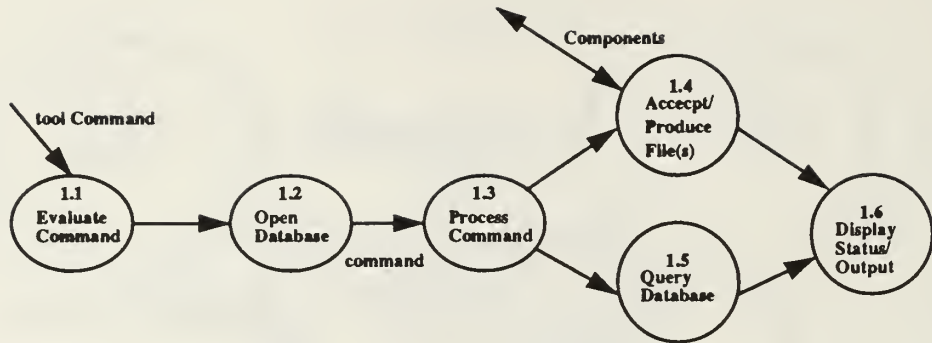 tool Command
1.1
Evaluate
Command
1.2
Open
Database
command
1.3
Process
Command
Components
1.4
Accecpt/
Produce
File(s)
1.5
Query
Database
1.6
Display
Status/
Output